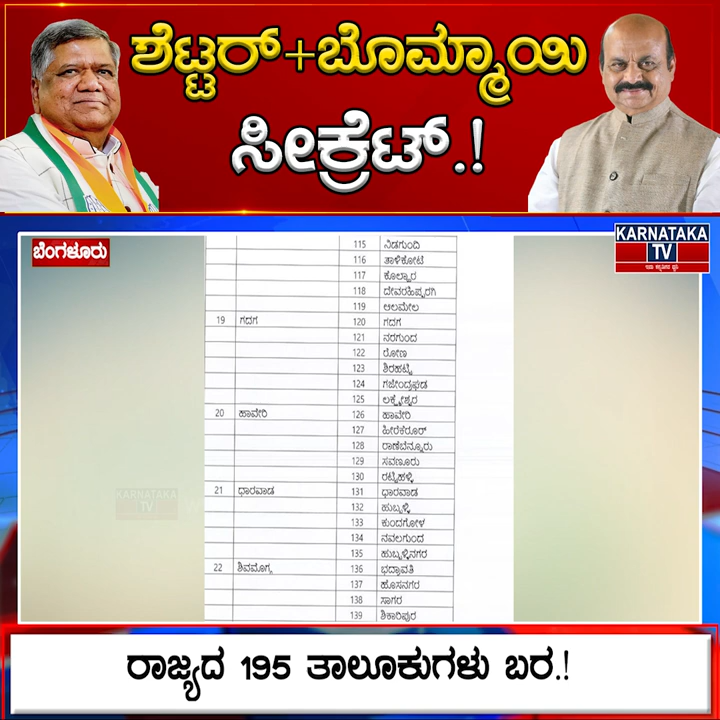 ಶೆಟ್ಟರ್+ಬೊಮ್ಮಾಯಿ
ಸೀಕ್ರೆಟ್.!
ಬೆಂಗಳೂರು
KARNATAKA
TV
115 ನಿಡಗುಂದಿ
116 ತಾಳಿಕೋಟೆ
117 ಕೊಲ್ಹಾರ
118 ದೇವರಹಿಪ್ಪರಗಿ
119 ಆಲಮೇಲ
19 ಗದಗ 120 ಗದಗ
121 ನರಗುಂದ
122 ರೋಣ
123 ಶಿರಹಟ್ಟಿ
124 ಗಜೇಂದ್ರಘಡ
125 ಲಕ್ಷ್ಮೇಶ್ವರ
20 ಹಾವೇರಿ 126 ಹಾವೇರಿ
127 ಹೀರೆಕೆರೂರ್
128 ರಾಣೆಬೆನ್ನೂರು
129 ಸವಣೂರು
130 ರಟ್ಟಿಹಳ್ಳಿ
21 ಧಾರವಾಡ 131 ಧಾರವಾಡ
132 ಹುಬ್ಬಳ್ಳಿ
133 ಕುಂದಗೋಳ
134 ನವಲಗುಂದ
135 ಹುಬ್ಬಳ್ಳಿನಗರ
22 ಶಿವಮೊಗ್ಗ 136 ಭದ್ರಾವತಿ
137 ಹೊಸನಗರ
138 ಸಾಗರ
139 ಶಿಕಾರಿಪುರ
KARNATAKA
TV
ರಾಜ್ಯದ 195 ತಾಲೂಕುಗಳು ಬರ.!